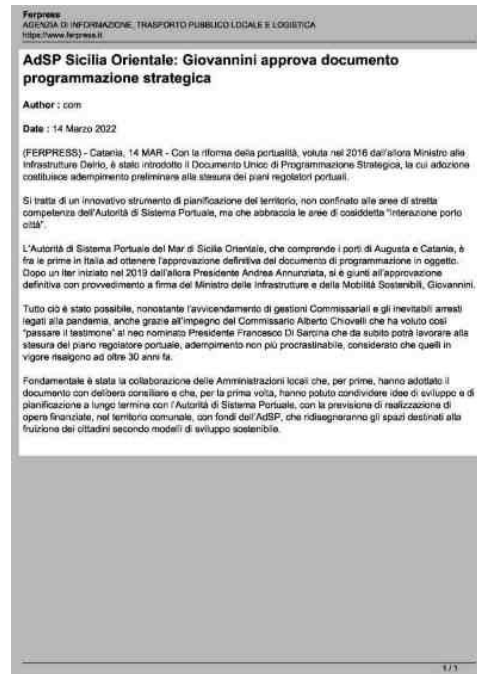 Ferpress
AGENZIA DI INFORMAZIONE, TRASPORTO PUBBLICO LOCALE E LOGISTICA
https://www.ferpress.it
AdSP Sicilia Orientale: Giovannini approva documento
programmazione strategica
Author : com
Date : 14 Marzo 2022
(FERPRESS) - Catania, 14 MAR - Con la riforma della portualità, voluta nel 2016 dall'allora Ministro alle
Infrastrutture Delrio, è stato introdotto il Documento Unico di Programmazione Strategica, la cui adozione
costituisce adempimento preliminare alla stesura dei piani regolatori portuali.
Si tratta di un innovativo strumento di pianificazione del territorio, non confinato alle aree di stretta
competenza dell'Autorità di Sistema Portuale, ma che abbraccia le aree di cosiddetta "interazione porto
città".
L'Autorità di Sistema Portuale del Mar di Sicilia Orientale, che comprende i porti di Augusta e Catania, è
fra le prime in Italia ad ottenere l'approvazione definitiva del documento di programmazione in oggetto.
Dopo un iter iniziato nel 2019 dall'allora Presidente Andrea Annunziata, si è giunti all'approvazione
definitiva con provvedimento a firma del Ministro delle Infrastrutture e della Mobilità Sostenibili, Giovannini.
Tutto ciò è stato possibile, nonostante l'avvicendamento di gestioni Commissariali e gli inevitabili arresti
legati alla pandemia, anche grazie all'impegno del Commissario Alberto Chiovelli che ha voluto così
"passare il testimone" al neo nominato Presidente Francesco Di Sarcina che da subito potrà lavorare alla
stesura del piano regolatore portuale, adempimento non più procrastinabile, considerato che quelli in
vigore risalgono ad oltre 30 anni fa.
Fondamentale è stata la collaborazione delle Amministrazioni locali che, per prime, hanno adottato il
documento con delibera consiliare e che, per la prima volta, hanno potuto condividere idee di sviluppo e di
pianificazione a lungo termine con l'Autorità di Sistema Portuale, con la previsione di realizzazione di
opere finanziate, nel territorio comunale, con fondi dell'AdSP, che ridisegneranno gli spazi destinati alla
fruizione dei cittadini secondo modelli di sviluppo sostenibile.
1 / 1